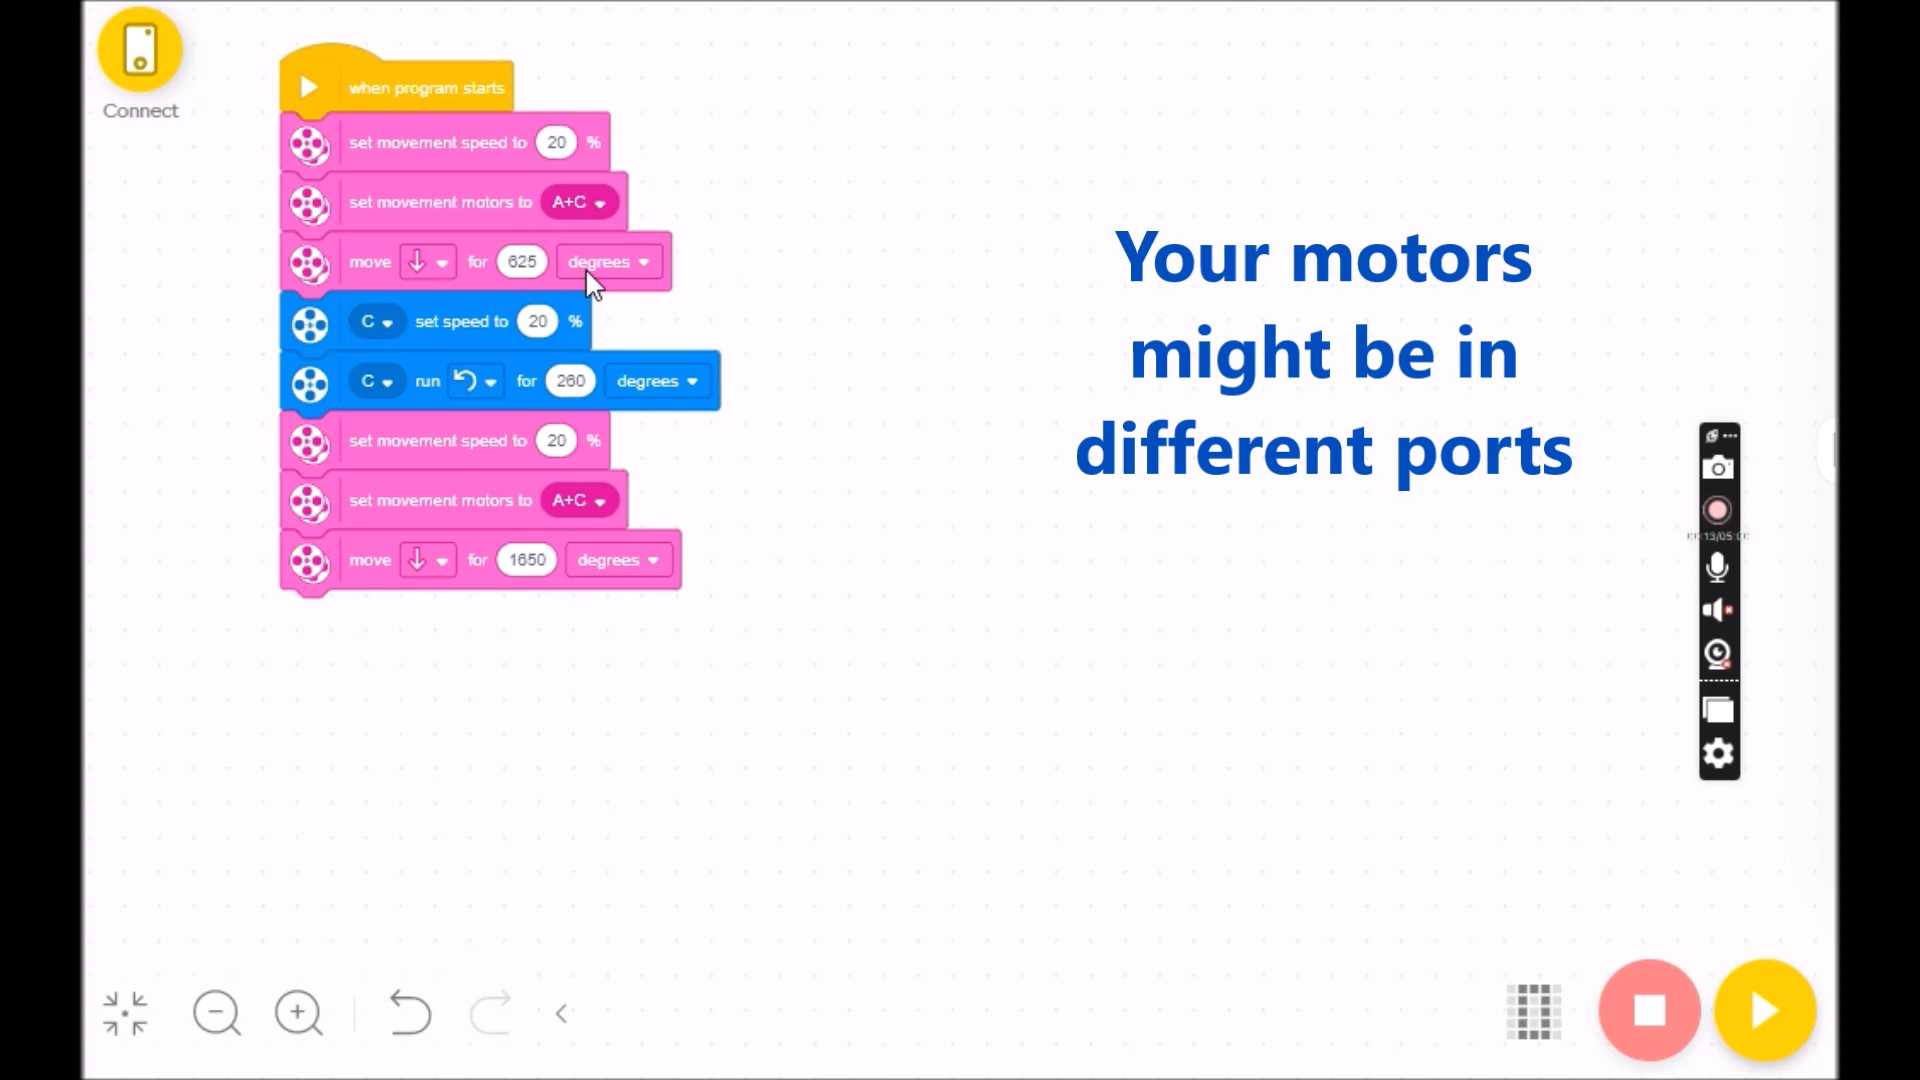 Connect
when program starts
set movement speed to 20 %
set movement motors to A+C
move for 625 degrees
C set speed to 20 %
C run for 260 degrees
set movement speed to 20 %
set movement motors to A+C
move for 1650 degrees
Your motors
might be in
different ports